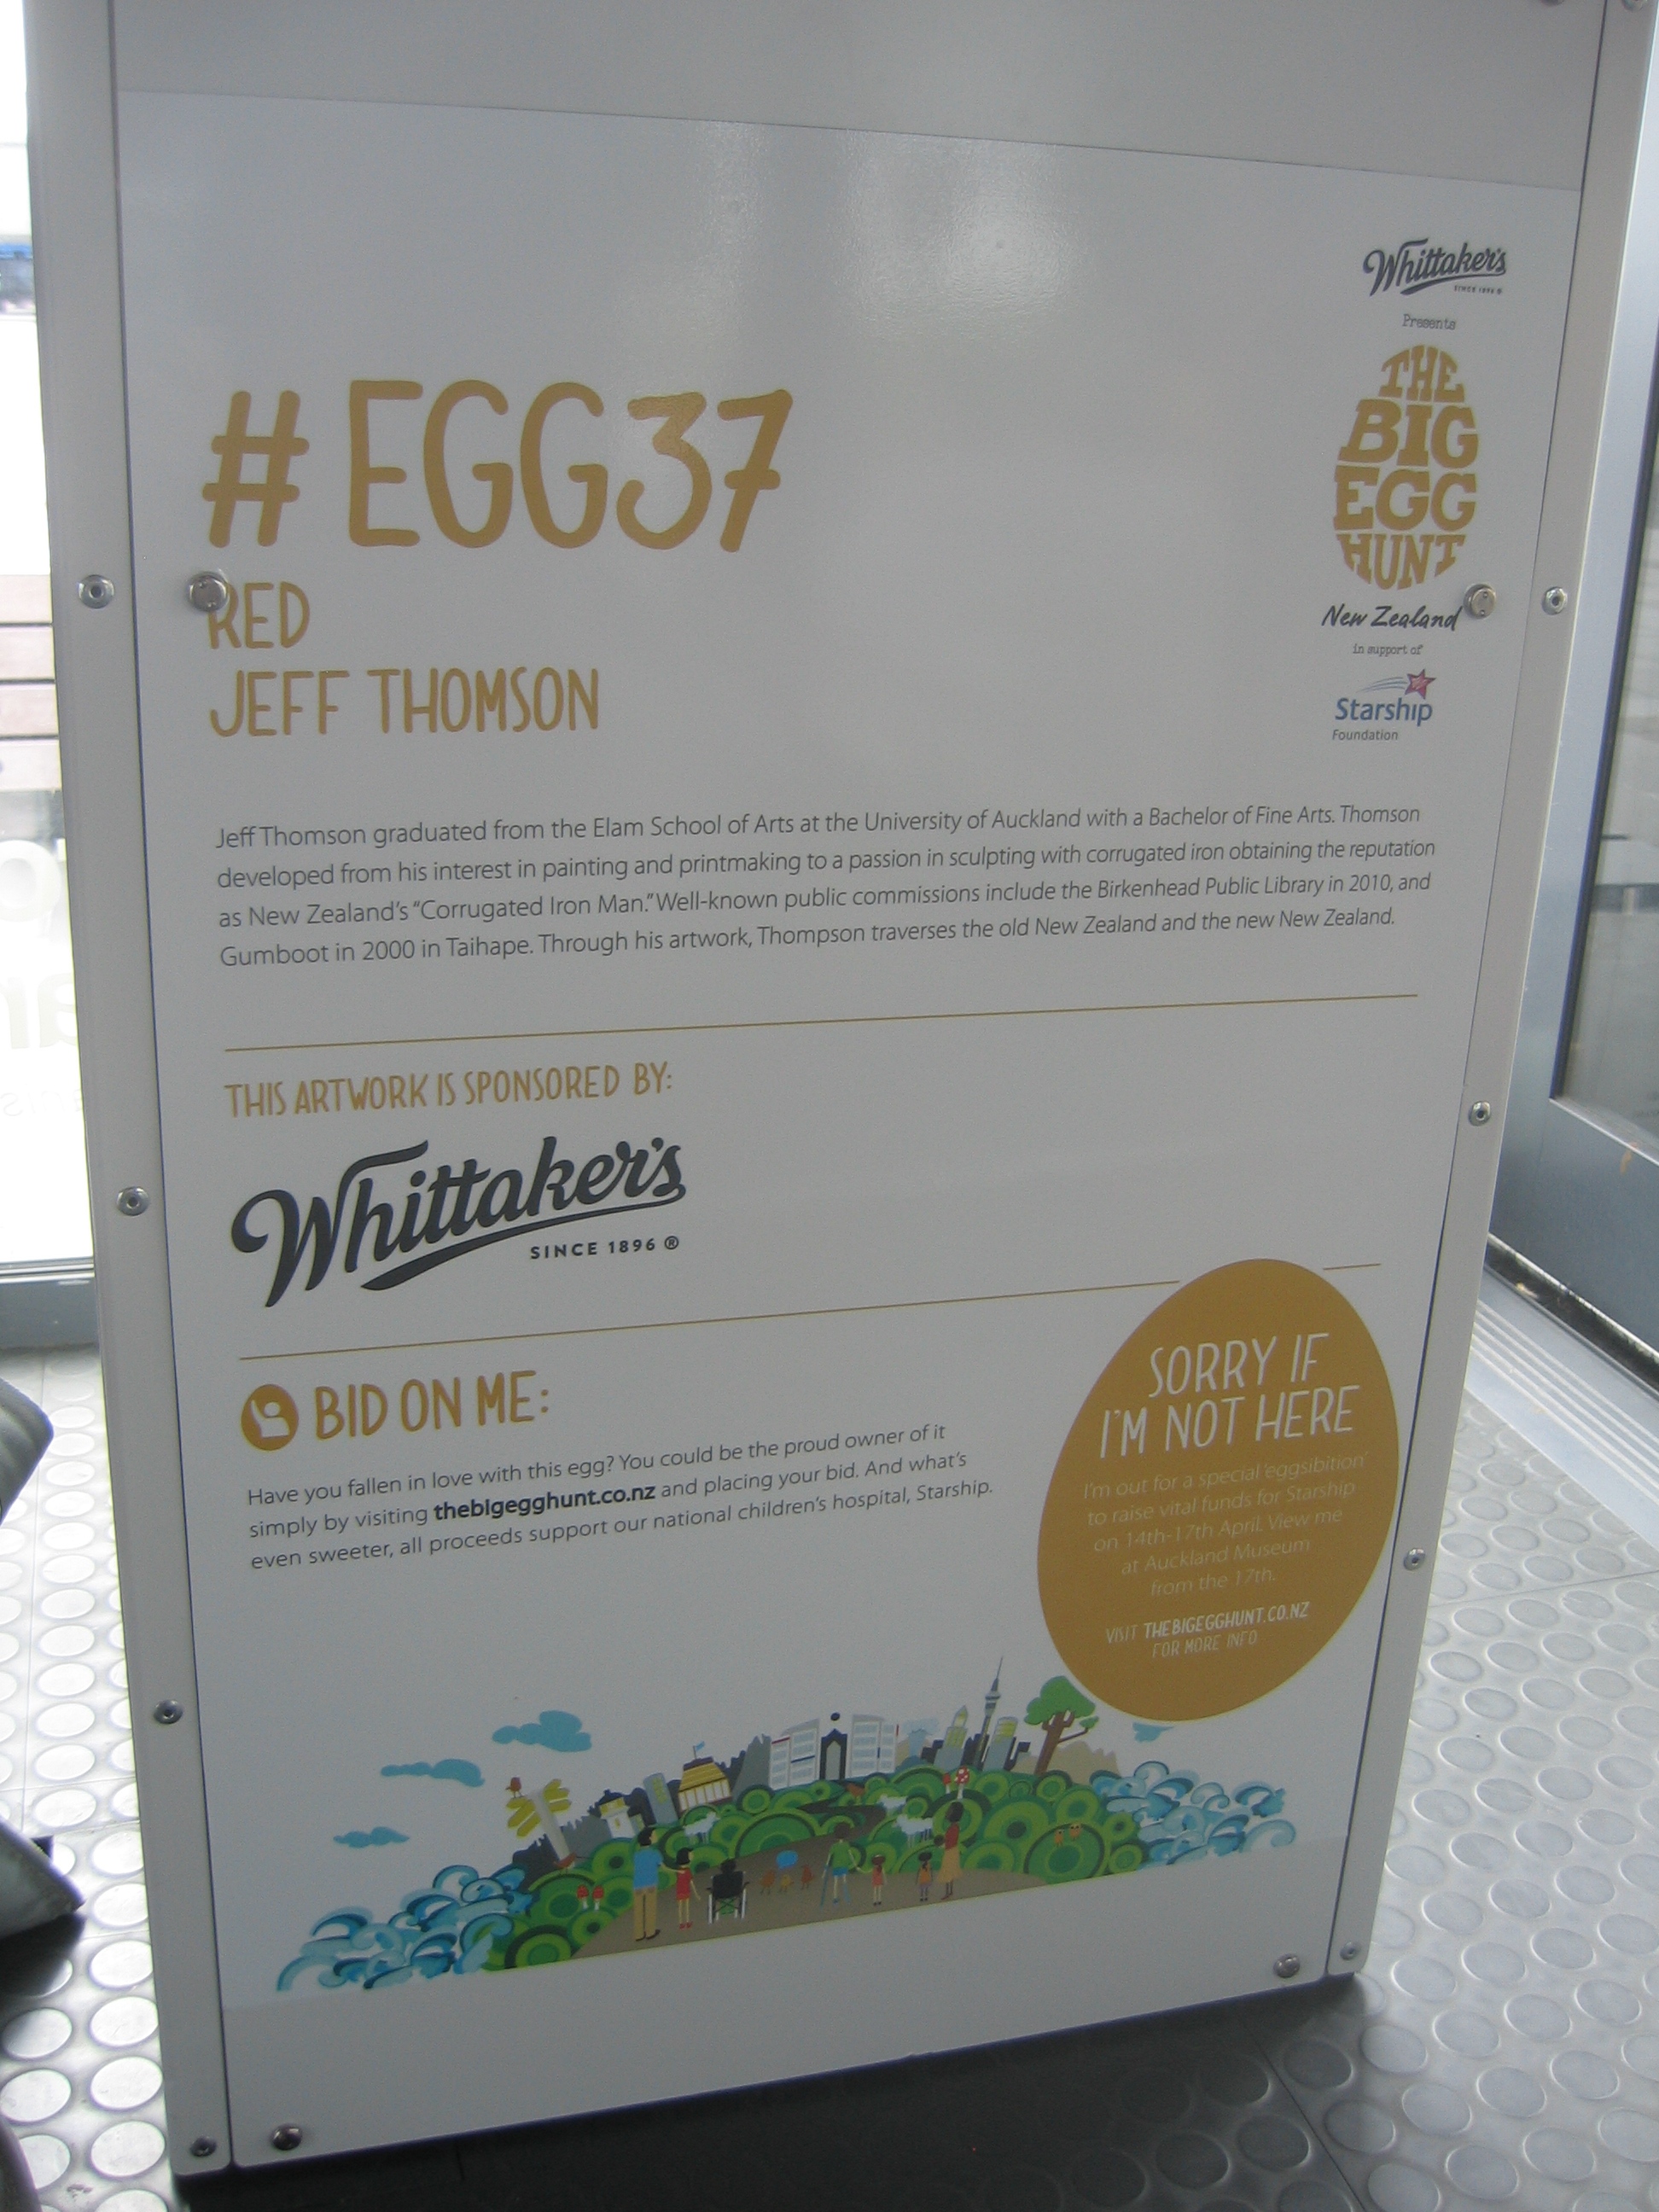 Whittaker's
SINCE 1896 ®
Presents
THE
BIG
EGG
HUNT
New Zealand
in support of
Starship
Foundation
# EGG37
RED
JEFF THOMSON
Jeff Thomson graduated from the Elam School of Arts at the University of Auckland with a Bachelor of Fine Arts. Thomson
developed from his interest in painting and printmaking to a passion in sculpting with corrugated iron obtaining the reputation
as New Zealand's "Corrugated Iron Man." Well-known public commissions include the Birkenhead Public Library in 2010, and
Gumboot in 2000 in Taihape. Through his artwork, Thompson traverses the old New Zealand and the new New Zealand.
THIS ARTWORK IS SPONSORED BY:
Whittaker's
SINCE 1896 ®
BID ON ME:
Have you fallen in love with this egg? You could be the proud owner of it
simply by visiting thebigegghunt.co.nz and placing your bid. And what's
even sweeter, all proceeds support our national children's hospital, Starship.
SORRY IF
I'M NOT HERE
I'm out for a special 'eggsibition'
to raise vital funds for Starship
on 14th-17th April. View me
at Auckland Museum
from the 17th.
VISIT THEBIGEGGHUNT.CO.NZ
FOR MORE INFO